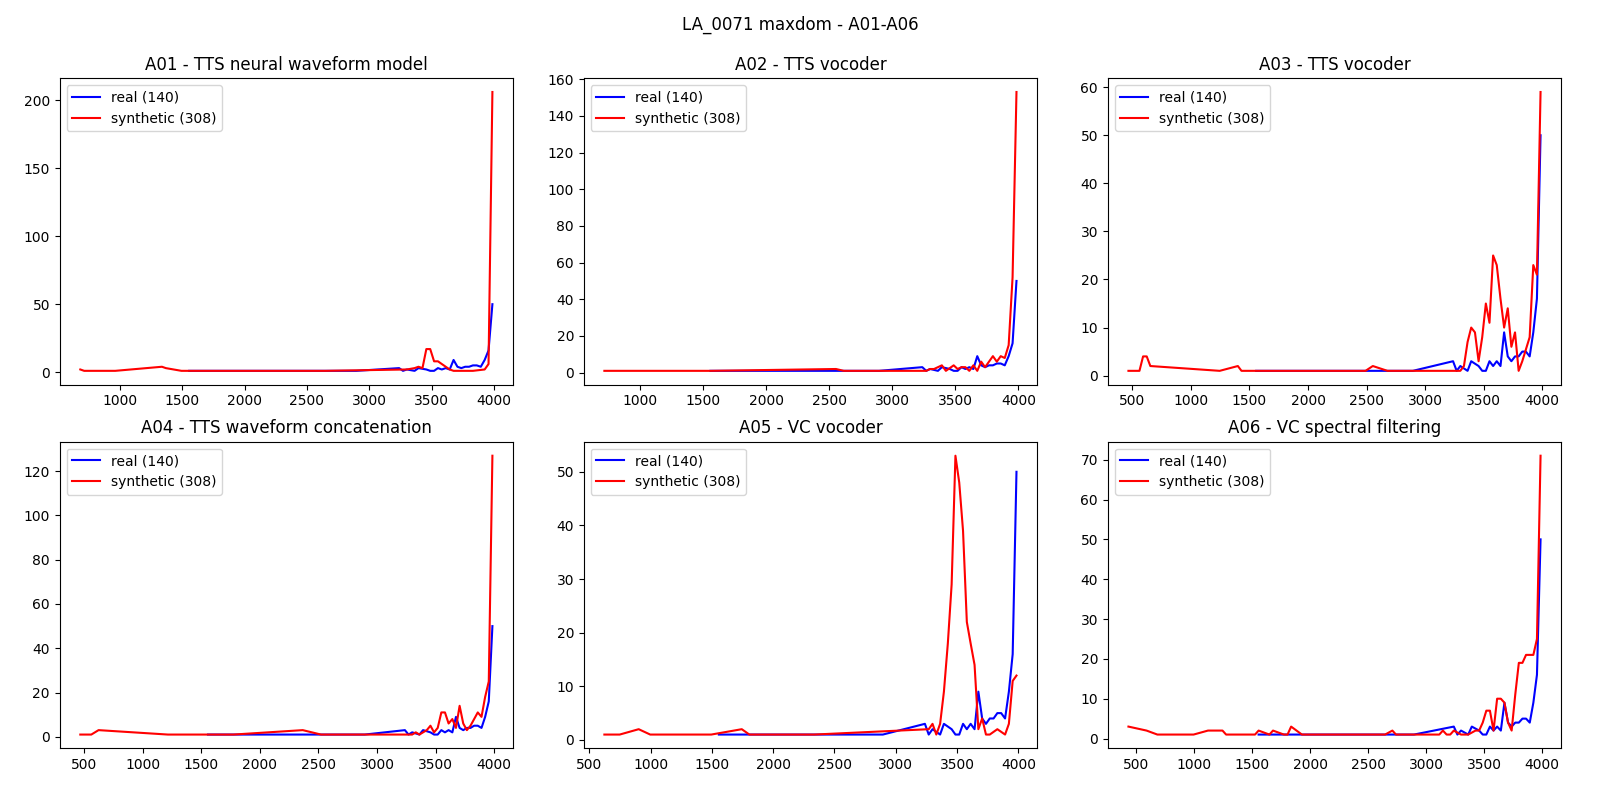 LA_0071 maxdom - A01-A06
A01 - TTS neural waveform model
real (140)
synthetic (308)
200
150
100
50
0
1000 1500 2000 2500 3000 3500 4000
A02 - TTS vocoder
real (140)
synthetic (308)
160
140
120
100
80
60
40
20
0
1000 1500 2000 2500 3000 3500 4000
A03 - TTS vocoder
real (140)
synthetic (308)
60
50
40
30
20
10
0
500 1000 1500 2000 2500 3000 3500 4000
A04 - TTS waveform concatenation
real (140)
synthetic (308)
120
100
80
60
40
20
0
500 1000 1500 2000 2500 3000 3500 4000
A05 - VC vocoder
real (140)
synthetic (308)
50
40
30
20
10
0
500 1000 1500 2000 2500 3000 3500 4000
A06 - VC spectral filtering
real (140)
synthetic (308)
70
60
50
40
30
20
10
0
500 1000 1500 2000 2500 3000 3500 4000